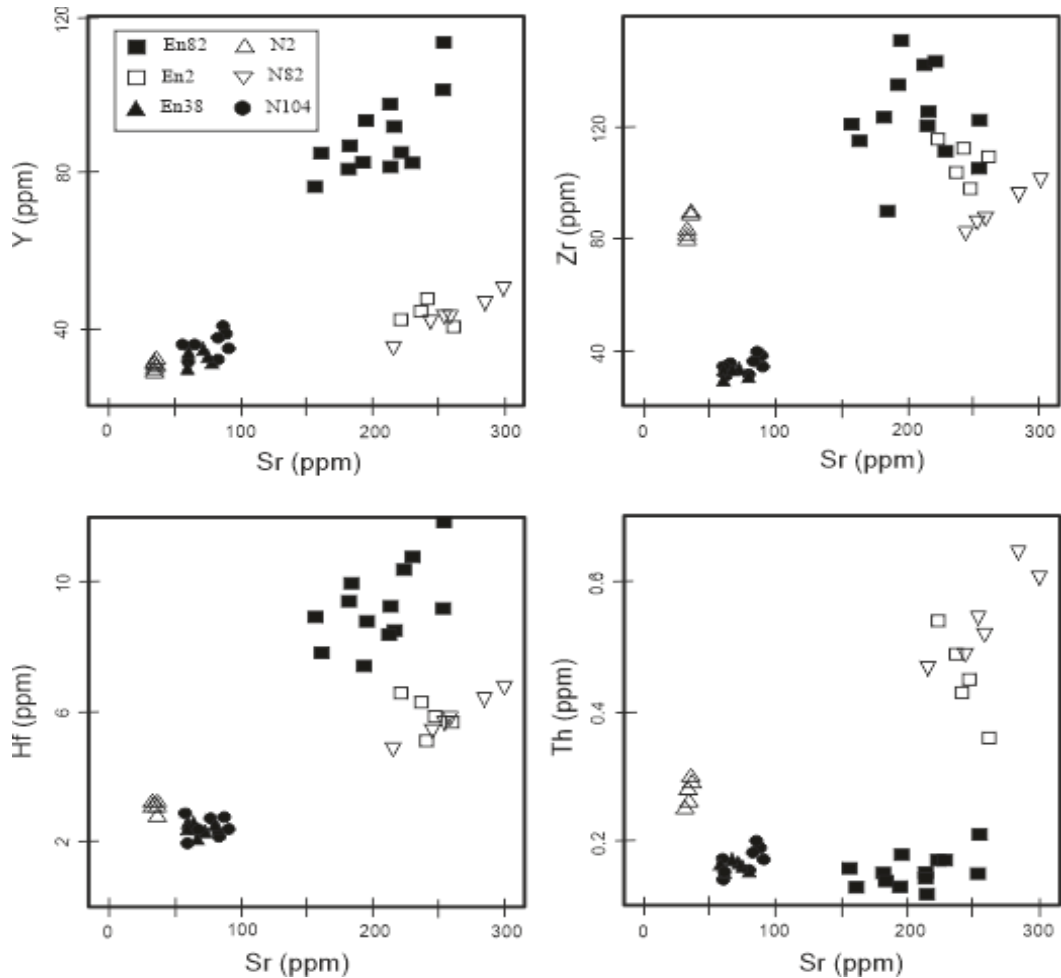 120
80
40
Y (ppm)
En82 N2
En2 N82
En38 N104
0 100 200 300
Sr (ppm)
120
80
40
Zr (ppm)
0 100 200 300
Sr (ppm)
10
6
2
Hf (ppm)
0 100 200 300
Sr (ppm)
0.6
0.4
0.2
Th (ppm)
0 100 200 300
Sr (ppm)